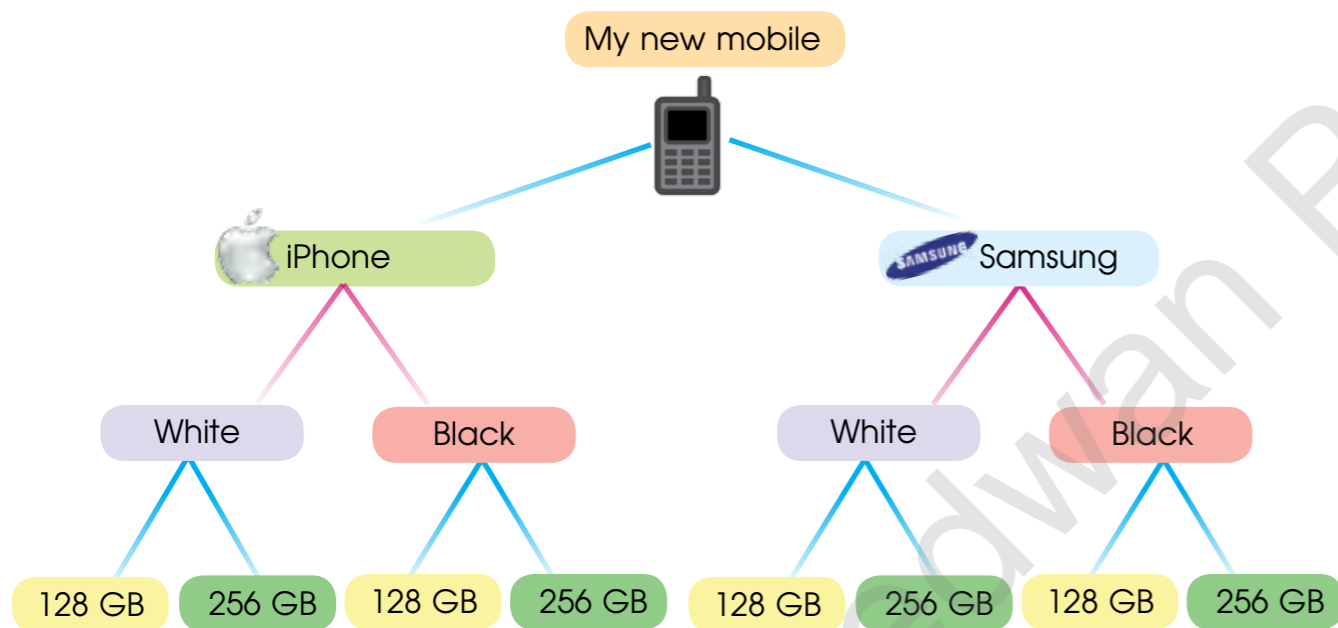 My new mobile
iPhone
SAMSUNG Samsung
White Black White Black
128 GB 256 GB 128 GB 256 GB 128 GB 256 GB 128 GB 256 GB